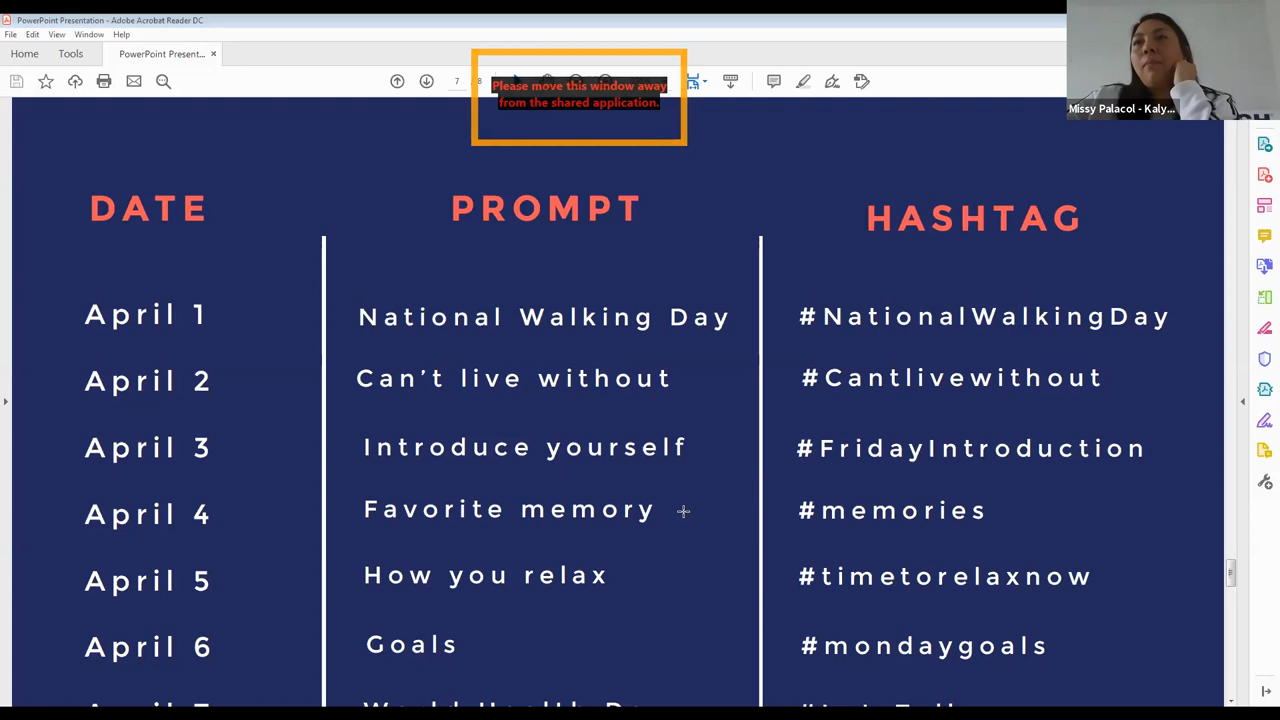 PowerPoint Presentation - Adobe Acrobat Reader DC
File Edit View Window Help
Home Tools PowerPoint Present... ×
7
Please move this window away
from the shared application.
Missy Palacol - Kaly...
DATE PROMPT HASHTAG
April 1 National Walking Day #NationalWalkingDay
April 2 Can't live without #Cantlivewithout
April 3 Introduce yourself #FridayIntroduction
April 4 Favorite memory #memories
April 5 How you relax #timetorelaxnow
April 6 Goals #mondaygoals